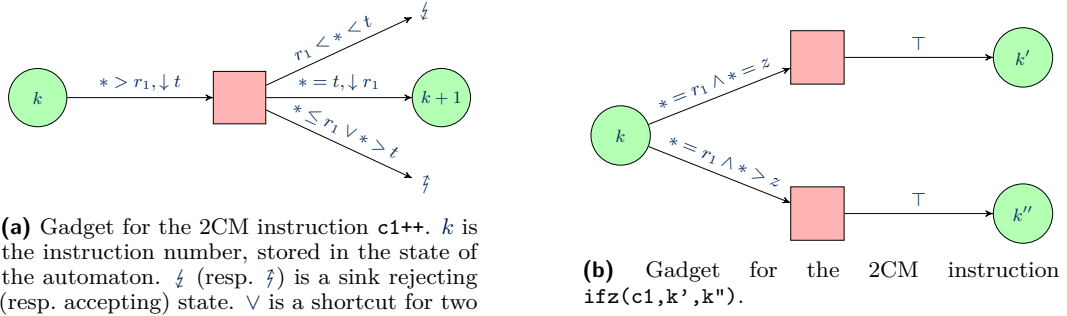 k
* > r₁, ↓ t
r₁ < * < t
↯
* = t, ↓ r₁
k + 1
* ≤ r₁ ∨ * > t
(a) Gadget for the 2CM instruction c1++. k is
the instruction number, stored in the state of
the automaton. ↯ (resp. ) is a sink rejecting
(resp. accepting) state. ∨ is a shortcut for two
k
* = r₁ ∧ * = z
⊤
k′
* = r₁ ∧ * > z
⊤
k′′
(b) Gadget for the 2CM instruction
ifz(c1,k',k").